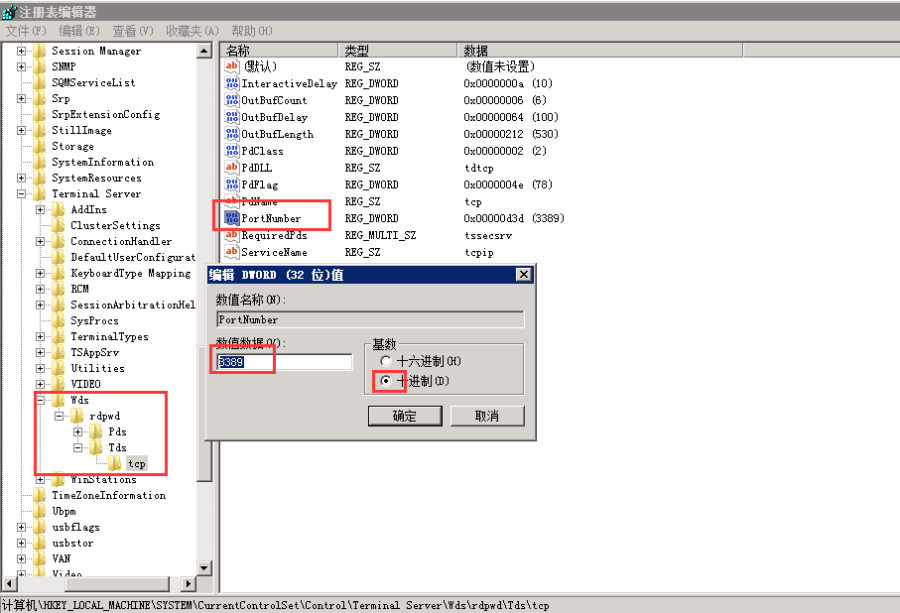 注册表编辑器
文件(F) 编辑(E) 查看(V) 收藏夹(A) 帮助(H)
Session Manager
SNMP
SQMServiceList
Srp
SrpExtensionConfig
StillImage
Storage
SystemInformation
SystemResources
Terminal Server
AddIns
ClusterSettings
ConnectionHandler
DefaultUserConfigurat
KeyboardType Mapping
RCM
SessionArbitrationHel
SysProcs
TerminalTypes
TSAppSrv
Utilities
VIDEO
Wds
rdpwd
Pds
Tds
tcp
WinStations
TimeZoneInformation
Ubpm
usbflags
usbstor
VAN
Video
名称 类型 数据
(默认) REG_SZ (数值未设置)
InteractiveDelay REG_DWORD 0x0000000a (10)
OutBufCount REG_DWORD 0x00000006 (6)
OutBufDelay REG_DWORD 0x00000064 (100)
OutBufLength REG_DWORD 0x00000212 (530)
PdClass REG_DWORD 0x00000002 (2)
PdDLL REG_SZ tdtcp
PdFlag REG_DWORD 0x0000004e (78)
PdName REG_SZ tcp
PortNumber REG_DWORD 0x00000d3d (3389)
RequiredPds REG_MULTI_SZ tssecsrv
ServiceName REG_SZ tcpip
编辑 DWORD (32 位)值
数值名称(N):
PortNumber
数值数据(V):
3389
基数
十六进制(H)
十进制(D)
确定 取消
计算机\HKEY_LOCAL_MACHINE\SYSTEM\CurrentControlSet\Control\Terminal Server\Wds\rdpwd\Tds\tcp